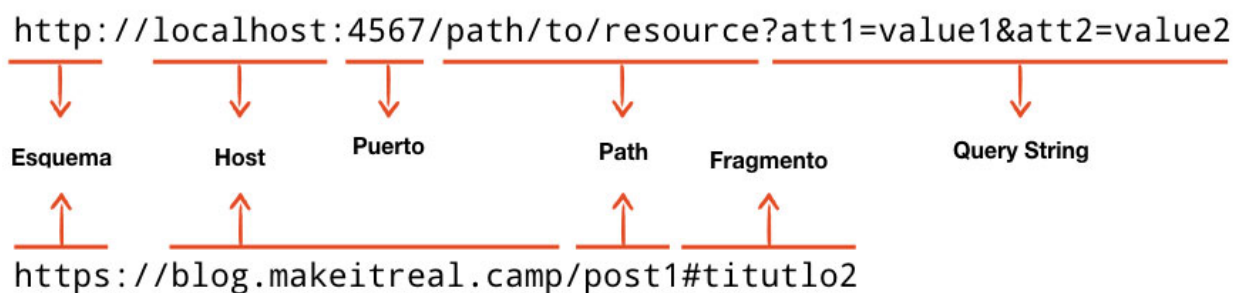 http://localhost:4567/path/to/resource?att1=value1&att2=value2
Esquema Host Puerto Path Fragmento Query String
https://blog.makeitreal.camp/post1#titutlo2